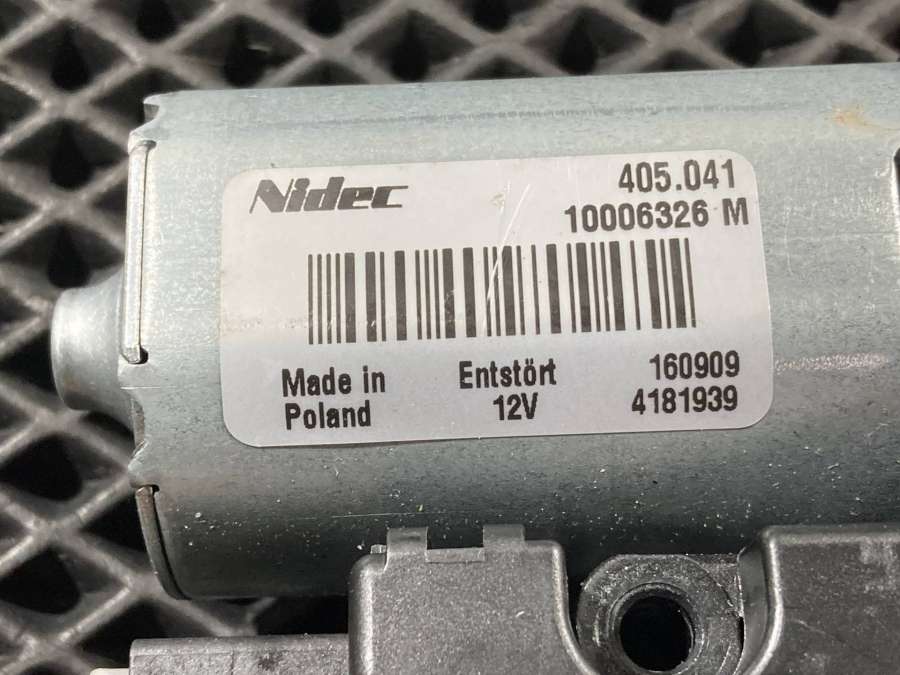 Nidec
405.041
10006326 M
Made in
Poland
Entstört
12V
160909
4181939